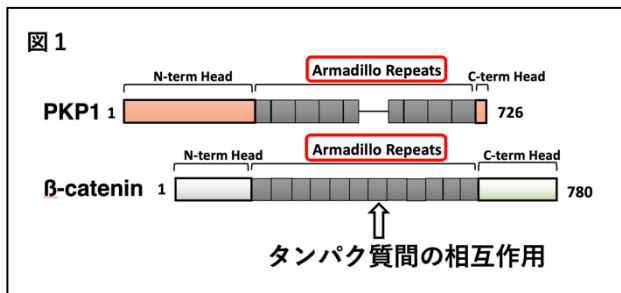 図1
Armadillo Repeats
N-term Head C-term Head
PKP1 1 726
Armadillo Repeats
N-term Head C-term Head
ß-catenin 1 780
タンパク質間の相互作用